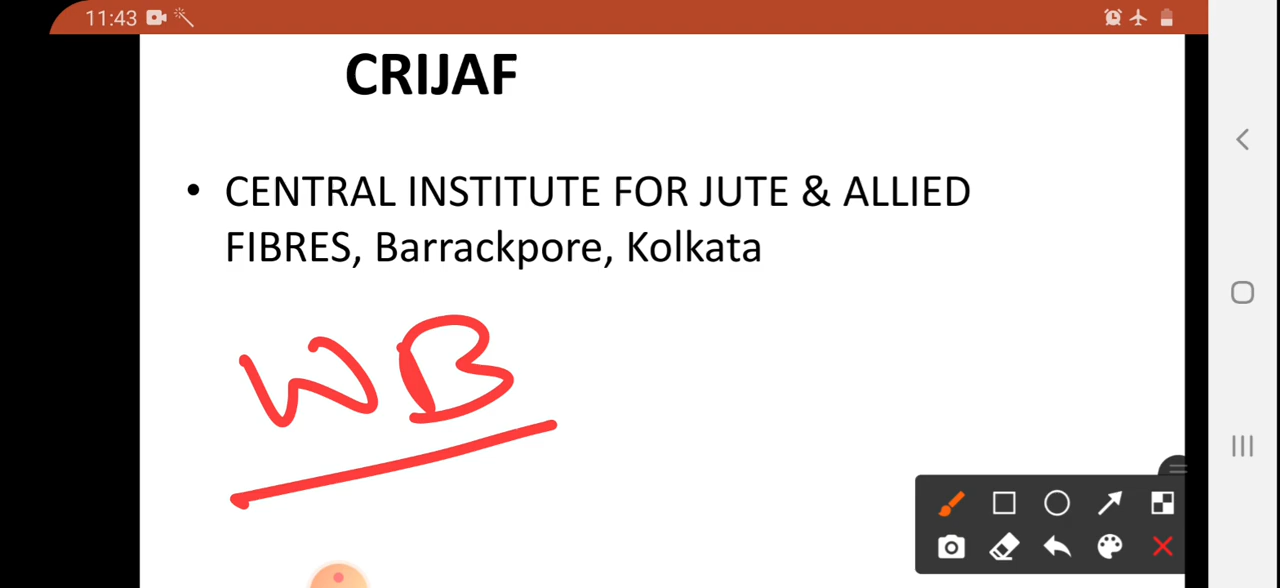 11:43
CRIJAF
• CENTRAL INSTITUTE FOR JUTE & ALLIED
FIBRES, Barrackpore, Kolkata
WB